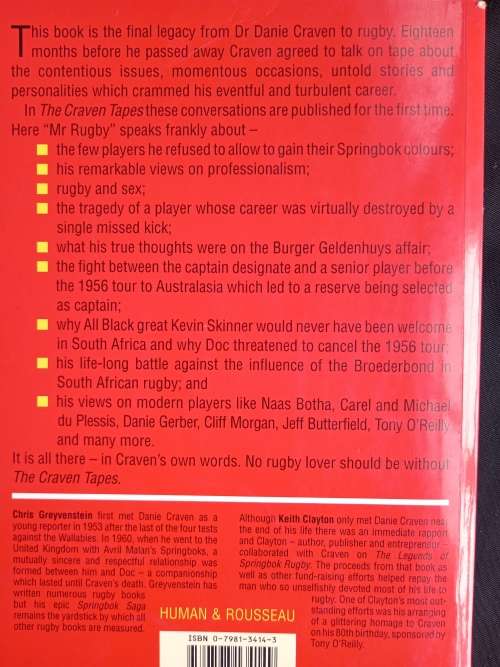 This book is the final legacy from Dr Danie Craven to rugby. Eighteen
months before he passed away Craven agreed to talk on tape about
the contentious issues, momentous occasions, untold stories and
personalities which crammed his eventful and turbulent career.
In The Craven Tapes these conversations are published for the first time.
Here "Mr Rugby" speaks frankly about –
the few players he refused to allow to gain their Springbok colours;
his remarkable views on professionalism;
rugby and sex;
the tragedy of a player whose career was virtually destroyed by a
single missed kick;
what his true thoughts were on the Burger Geldenhuys affair;
the fight between the captain designate and a senior player before
the 1956 tour to Australasia which led to a reserve being selected
as captain;
why All Black great Kevin Skinner would never have been welcome
in South Africa and why Doc threatened to cancel the 1956 tour;
his life-long battle against the influence of the Broederbond in
South African rugby; and
his views on modern players like Naas Botha, Carel and Michael
du Plessis, Danie Gerber, Cliff Morgan, Jeff Butterfield, Tony O'Reilly
and many more.
It is all there – in Craven's own words. No rugby lover should be without
The Craven Tapes.
Chris Greyvenstein first met Danie Craven as a
young reporter in 1953 after the last of the four tests
against the Wallabies. In 1960, when he went to the
United Kingdom with Avril Malan's Springboks, a
mutually sincere and respectful relationship was
formed between him and Doc – a companionship
which lasted until Craven's death. Greyvenstein has
written numerous rugby books
but his epic Springbok Saga
remains the yardstick by which all
other rugby books are measured.
Although Keith Clayton only met Danie Craven near
the end of his life there was an immediate rapport
and Clayton – author, publisher and entrepreneur –
collaborated with Craven on The Legends of
Springbok Rugby. The proceeds from that book as
well as other fund-raising efforts helped repay the
man who so unselfishly devoted most of his life to
rugby. One of Clayton's most out-
standing efforts was his arranging
of a glittering homage to Craven
on his 80th birthday, sponsored by
Tony O'Reilly.
HUMAN & ROUSSEAU
ISBN 0-7981-3414-3